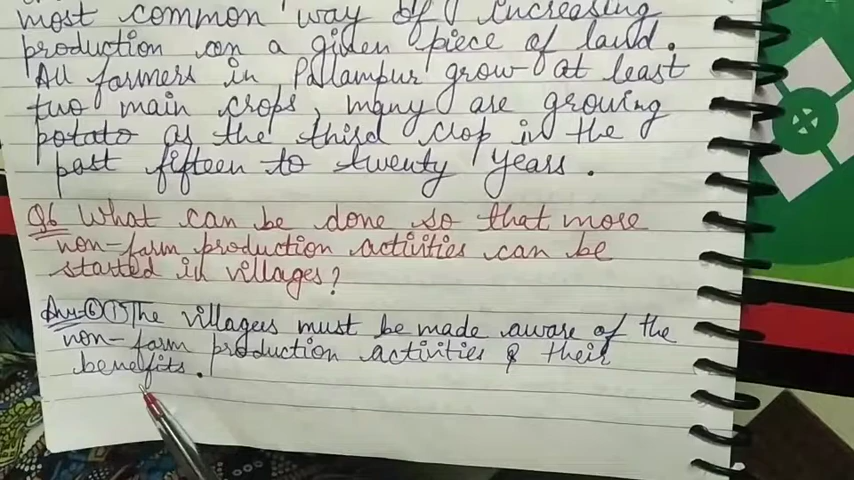 most common way of increasing
production on a given piece of land.
All farmers in Pallampur grow at least
two main crops, many are growing
potato as the third crop in the
past fifteen to twenty years.
Q6 What can be done so that more
non-farm production activities can be
started in villages?
Ans-6 (1) The villagers must be made aware of the
non-farm production activities & their
benefits.